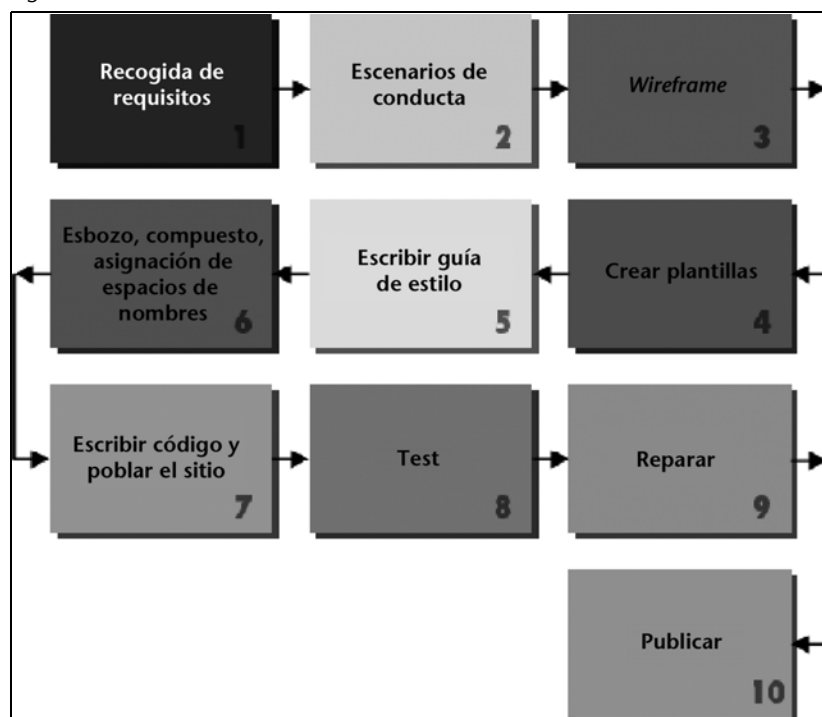 Recogida de
requisitos
1
Escenarios de
conducta
2
Wireframe
3
Crear plantillas
4
Escribir guía
de estilo
5
Esbozo, compuesto,
asignación de
espacios de
nombres
6
Escribir código y
poblar el sitio
7
Test
8
Reparar
9
Publicar
10